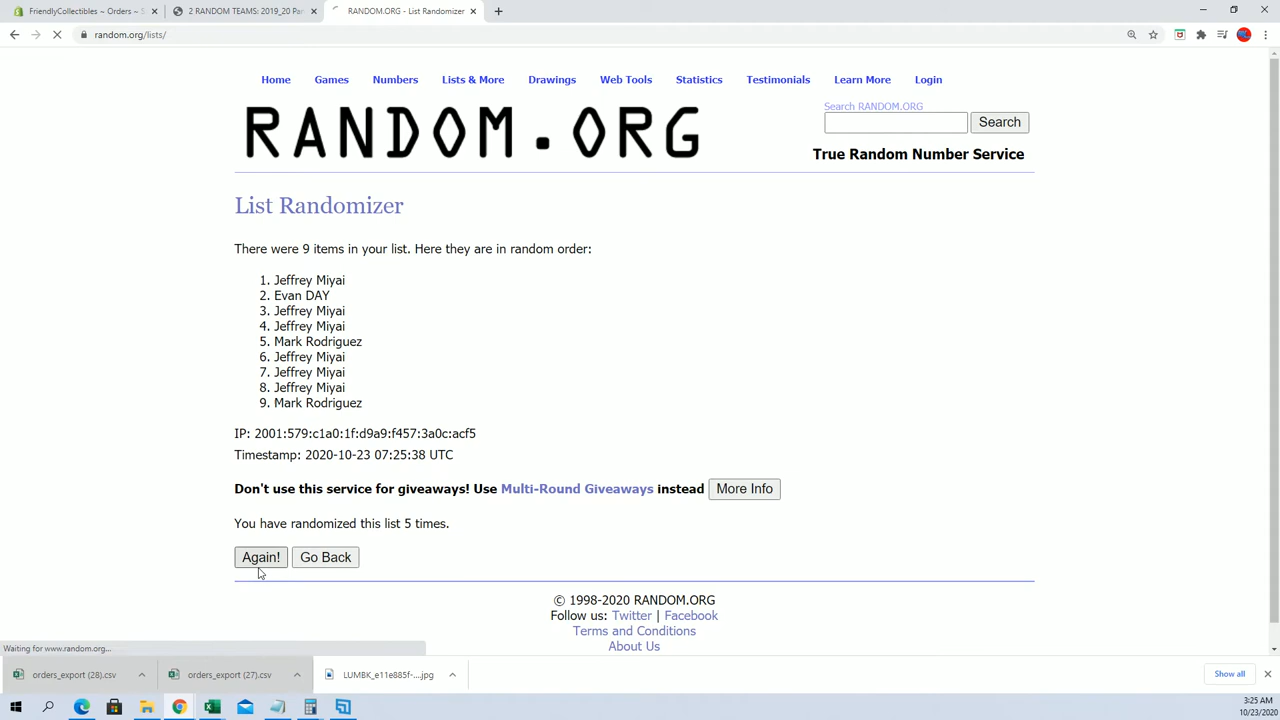 FriendlyCollectibles ~ Orders ~ S
2 RANDOM TEAMS: 2019_20 Pan
RANDOM.ORG - List Randomizer
random.org/lists/
Home Games Numbers Lists & More Drawings Web Tools Statistics Testimonials Learn More Login
RANDOM.ORG
Search RANDOM.ORG
Search
True Random Number Service
List Randomizer
There were 9 items in your list. Here they are in random order:
1. Jeffrey Miyai
2. Evan DAY
3. Jeffrey Miyai
4. Jeffrey Miyai
5. Mark Rodriguez
6. Jeffrey Miyai
7. Jeffrey Miyai
8. Jeffrey Miyai
9. Mark Rodriguez
IP: 2001:579:c1a0:1f:d9a9:f457:3a0c:acf5
Timestamp: 2020-10-23 07:25:38 UTC
Don't use this service for giveaways! Use Multi-Round Giveaways instead More Info
You have randomized this list 5 times.
Again! Go Back
© 1998-2020 RANDOM.ORG
Follow us: Twitter | Facebook
Terms and Conditions
About Us
Waiting for www.random.org...
orders_export (28).csv
orders_export (27).csv
LUMBK_e11e885f-....jpg
Show all
3:25 AM
10/23/2020